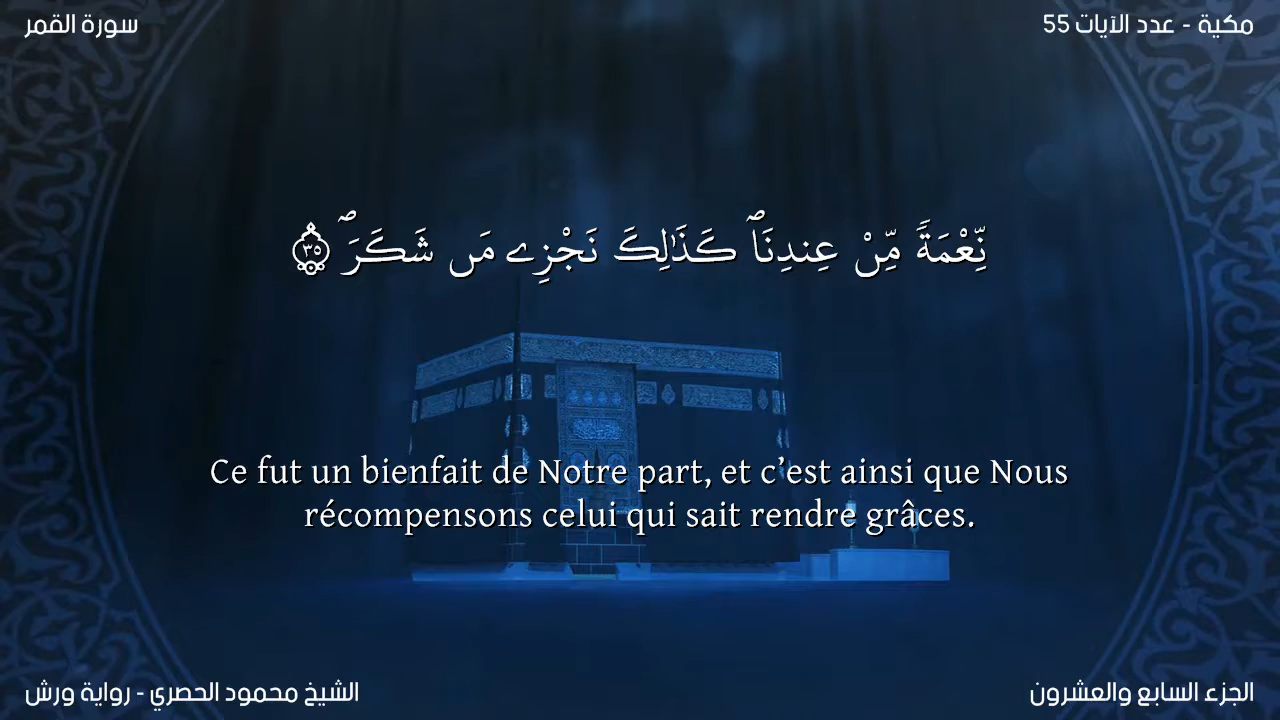 سورة القمر
مكية - عدد الآيات 55
نِّعْمَةٗ مِّنْ عِندِنَاۖ كَذَٰلِكَ نَجْزِے مَن شَكَرَۖ ٣٥
Ce fut un bienfait de Notre part, et c’est ainsi que Nous
récompensons celui qui sait rendre grâces.
الشيخ محمود الحصري - رواية ورش
الجزء السابع والعشرون